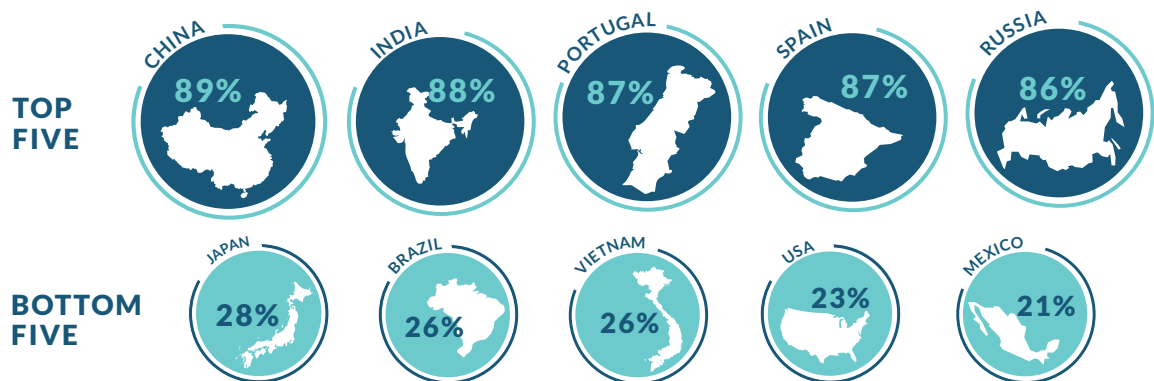 TOP
FIVE
CHINA
89%
INDIA
88%
PORTUGAL
87%
SPAIN
87%
RUSSIA
86%
BOTTOM
FIVE
JAPAN
28%
BRAZIL
26%
VIETNAM
26%
USA
23%
MEXICO
21%